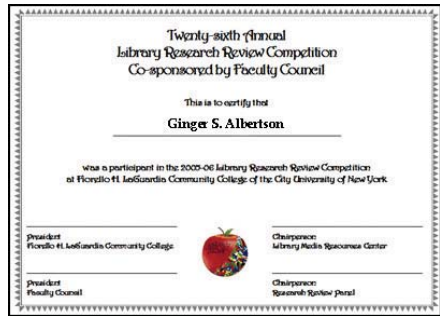 Twenty-sixth Annual
Library Research Review Competition
Co-sponsored by Faculty Council
This is to certify that
Ginger S. Albertson
was a participant in the 2005-06 Library Research Review Competition
at Fiorello H. LaGuardia Community College of the City University of New York
President
Fiorello H. LaGuardia Community College
Chairperson
Library Media Resources Center
President
Faculty Council
Chairperson
Research Review Panel